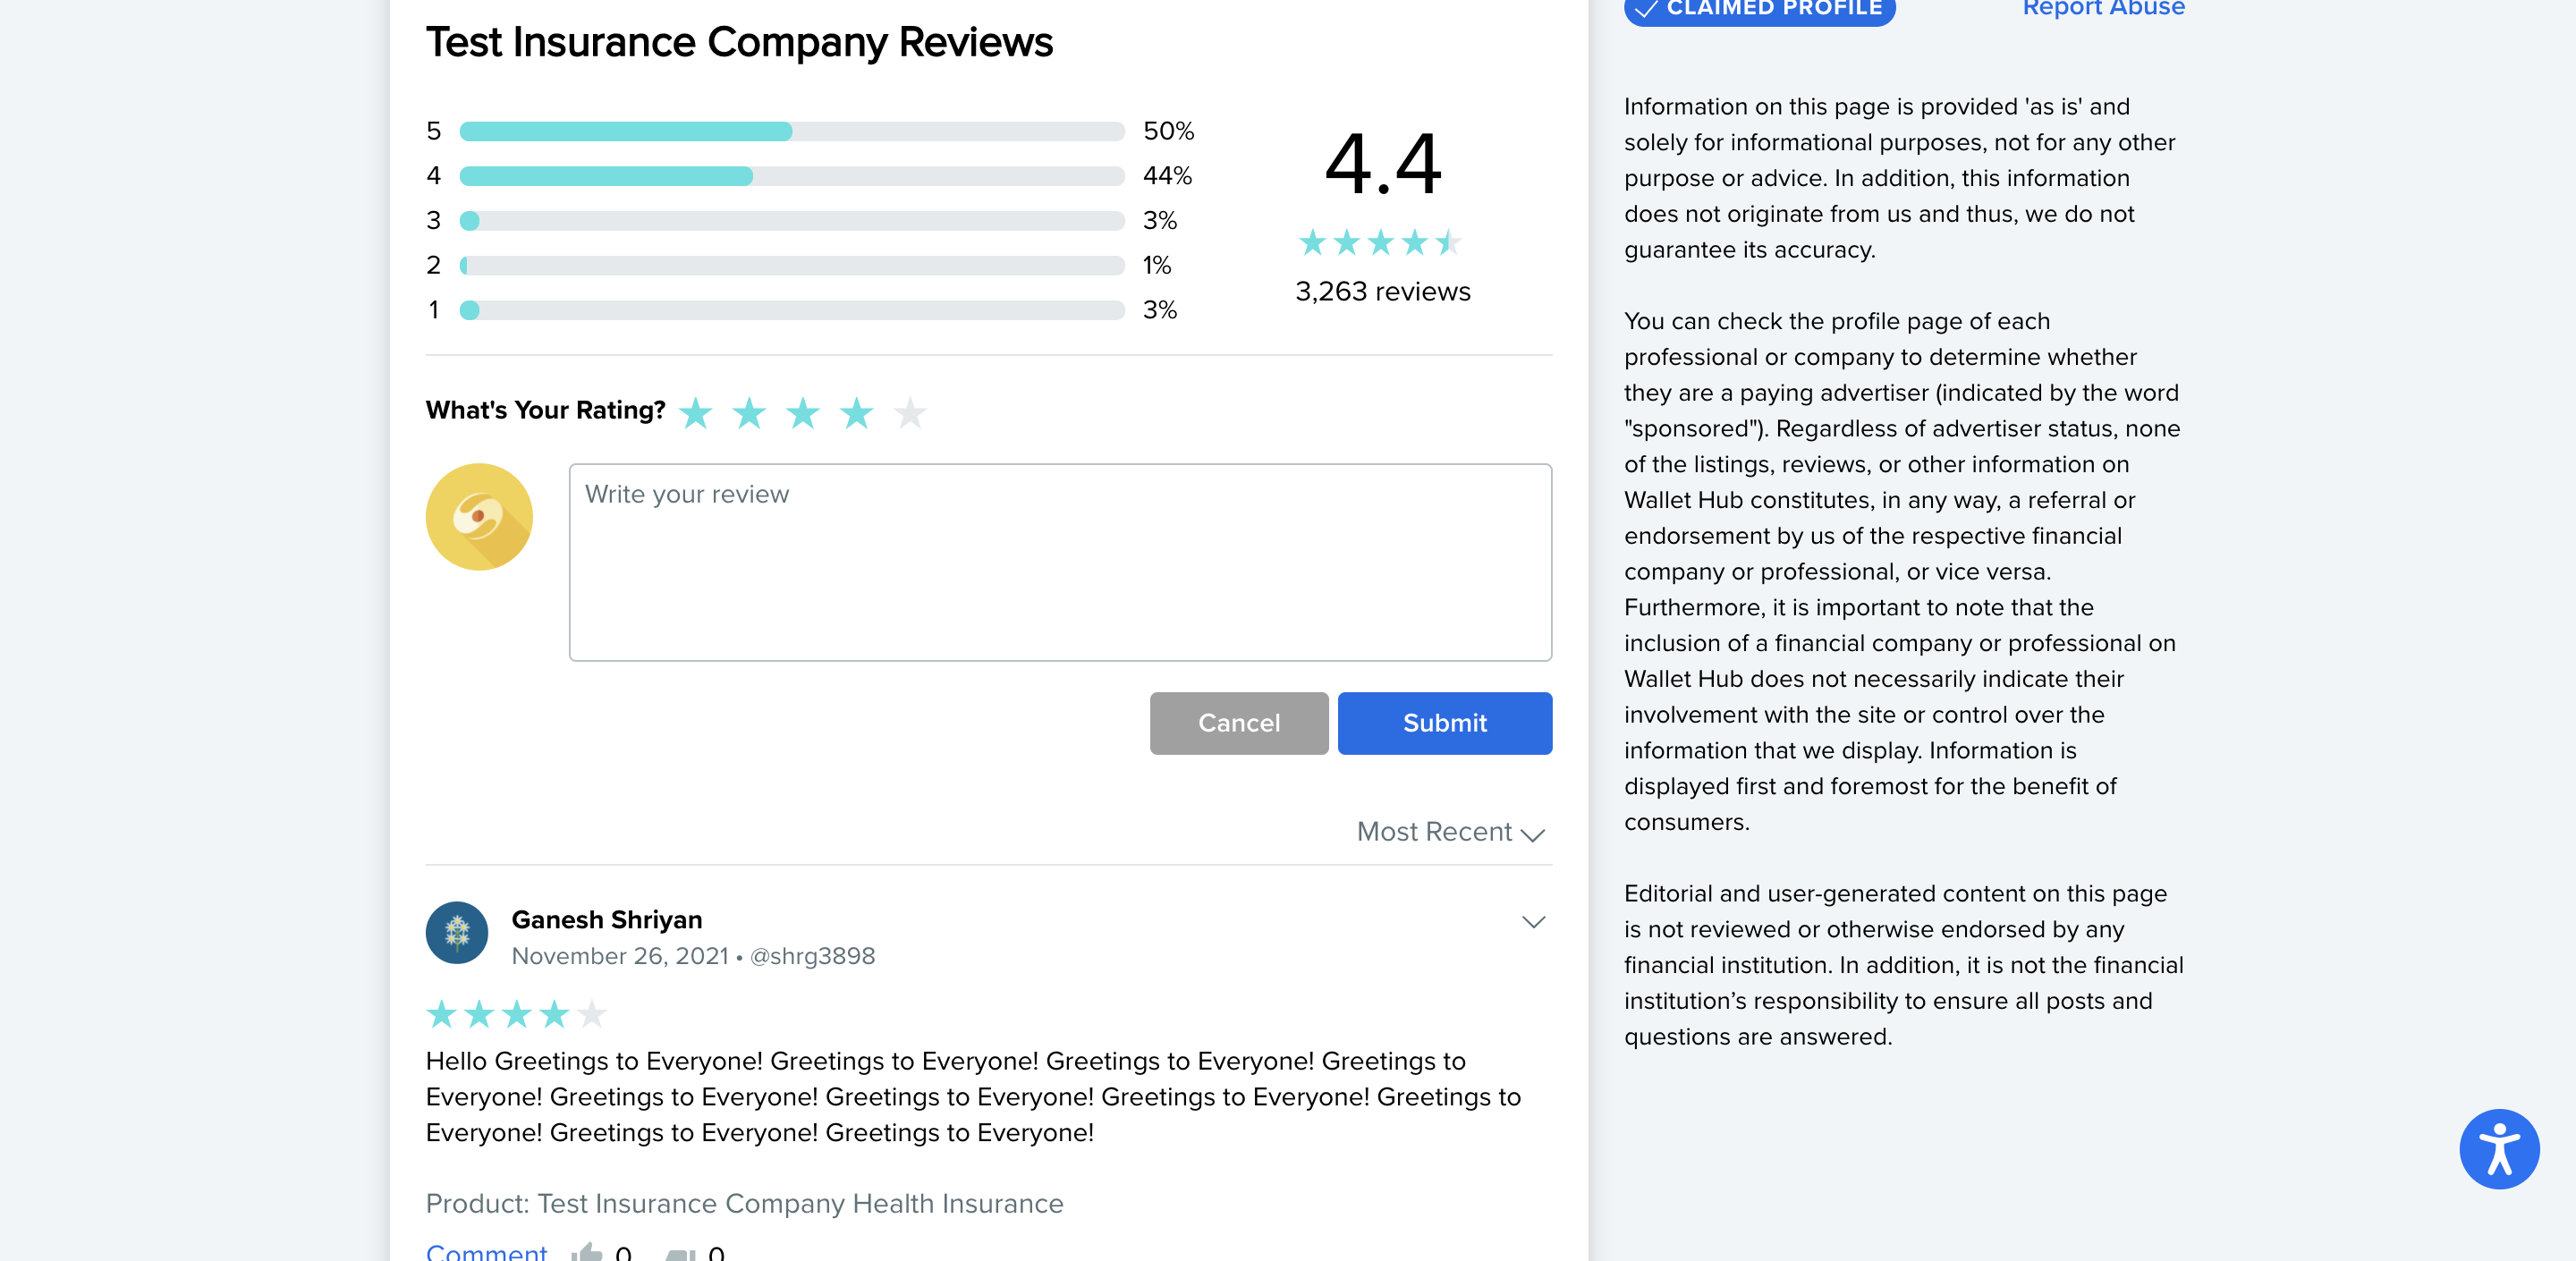 Test Insurance Company Reviews
5 50%
4 44%
3 3%
2 1%
1 3%
4.4
3,263 reviews
What's Your Rating?
Write your review
Cancel Submit
Most Recent
Ganesh Shriyan
November 26, 2021 • @shrg3898
Hello Greetings to Everyone! Greetings to Everyone! Greetings to Everyone! Greetings to
Everyone! Greetings to Everyone! Greetings to Everyone! Greetings to Everyone! Greetings to
Everyone! Greetings to Everyone! Greetings to Everyone!
Product: Test Insurance Company Health Insurance
Comment 0 0
CLAIMED PROFILE Report Abuse
Information on this page is provided 'as is' and
solely for informational purposes, not for any other
purpose or advice. In addition, this information
does not originate from us and thus, we do not
guarantee its accuracy.
You can check the profile page of each
professional or company to determine whether
they are a paying advertiser (indicated by the word
"sponsored"). Regardless of advertiser status, none
of the listings, reviews, or other information on
Wallet Hub constitutes, in any way, a referral or
endorsement by us of the respective financial
company or professional, or vice versa.
Furthermore, it is important to note that the
inclusion of a financial company or professional on
Wallet Hub does not necessarily indicate their
involvement with the site or control over the
information that we display. Information is
displayed first and foremost for the benefit of
consumers.
Editorial and user-generated content on this page
is not reviewed or otherwise endorsed by any
financial institution. In addition, it is not the financial
institution’s responsibility to ensure all posts and
questions are answered.